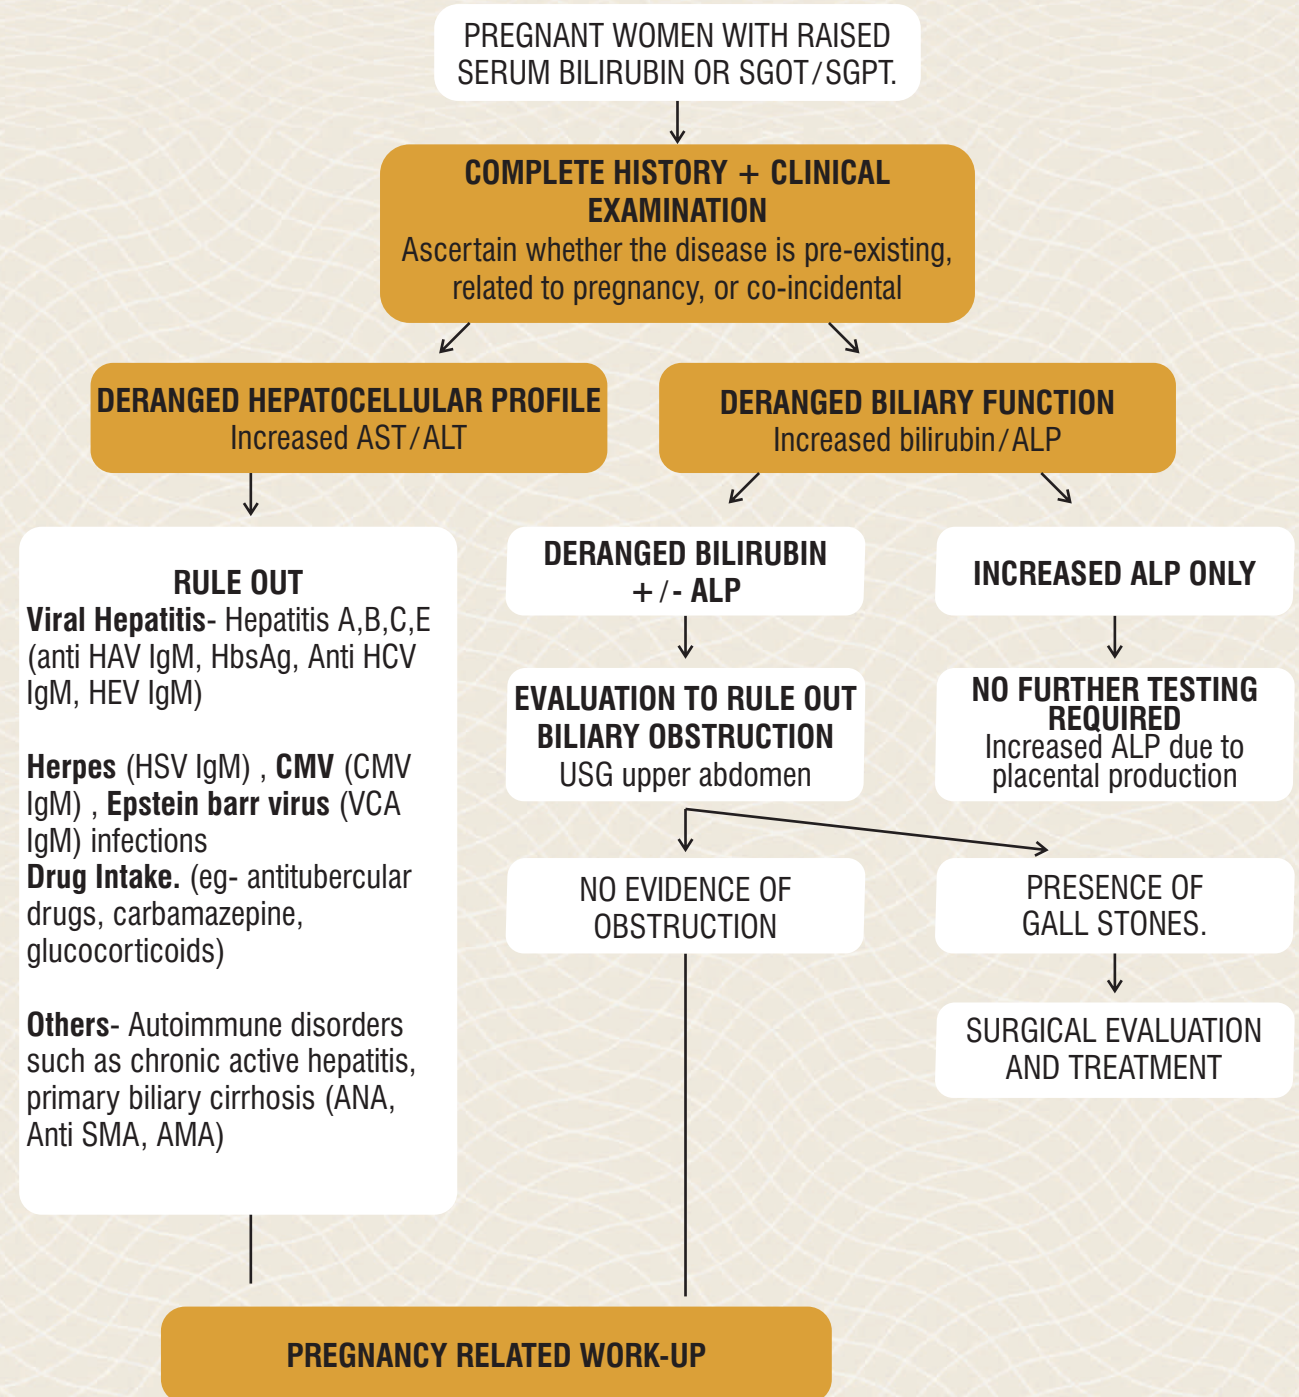 PREGNANT WOMEN WITH RAISED
SERUM BILIRUBIN OR SGOT/SGPT.
COMPLETE HISTORY + CLINICAL
EXAMINATION
Ascertain whether the disease is pre-existing,
related to pregnancy, or co-incidental
DERANGED HEPATOCELLULAR PROFILE
Increased AST/ALT
DERANGED BILIARY FUNCTION
Increased bilirubin/ALP
RULE OUT
Viral Hepatitis- Hepatitis A,B,C,E
(anti HAV IgM, HbsAg, Anti HCV
IgM, HEV IgM)
Herpes (HSV IgM) , CMV (CMV
IgM) , Epstein barr virus (VCA
IgM) infections
Drug Intake. (eg- antitubercular
drugs, carbamazepine,
glucocorticoids)
Others- Autoimmune disorders
such as chronic active hepatitis,
primary biliary cirrhosis (ANA,
Anti SMA, AMA)
DERANGED BILIRUBIN
+/- ALP
EVALUATION TO RULE OUT
BILIARY OBSTRUCTION
USG upper abdomen
NO EVIDENCE OF
OBSTRUCTION
INCREASED ALP ONLY
NO FURTHER TESTING
REQUIRED
Increased ALP due to
placental production
PRESENCE OF
GALL STONES.
SURGICAL EVALUATION
AND TREATMENT
PREGNANCY RELATED WORK-UP